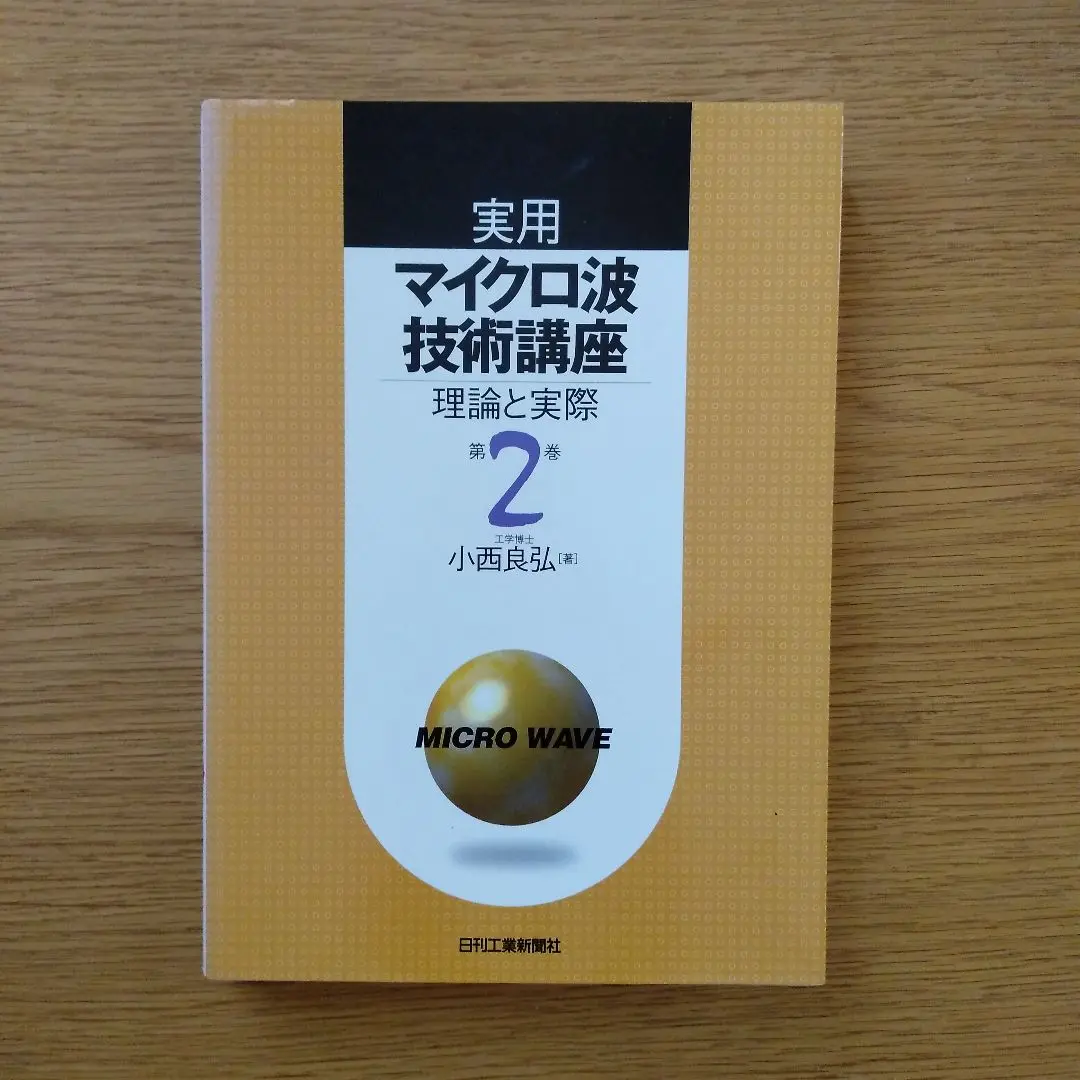 実用
マイクロ波
技術講座
理論と実際
第2巻
工学博士
小西良弘[著]
MICRO WAVE
日刊工業新聞社